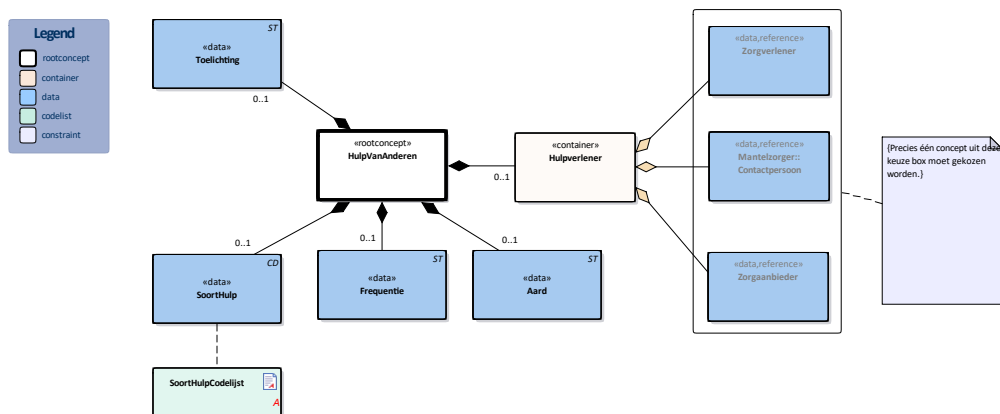 Legend
rootconcept
container
data
codelist
constraint
ST
«data»
Toelichting
0..1
«rootconcept»
HulpVanAnderen
0..1
«container»
Hulpverlener
«data,reference»
Zorgverlener
«data,reference»
Mantelzorger::
Contactpersoon
«data,reference»
Zorgaanbieder
{Precies één concept uit deze
keuze box moet gekozen
worden.}
0..1
0..1
0..1
CD
«data»
SoortHulp
ST
«data»
Frequentie
ST
«data»
Aard
SoortHulpCodelijst
A